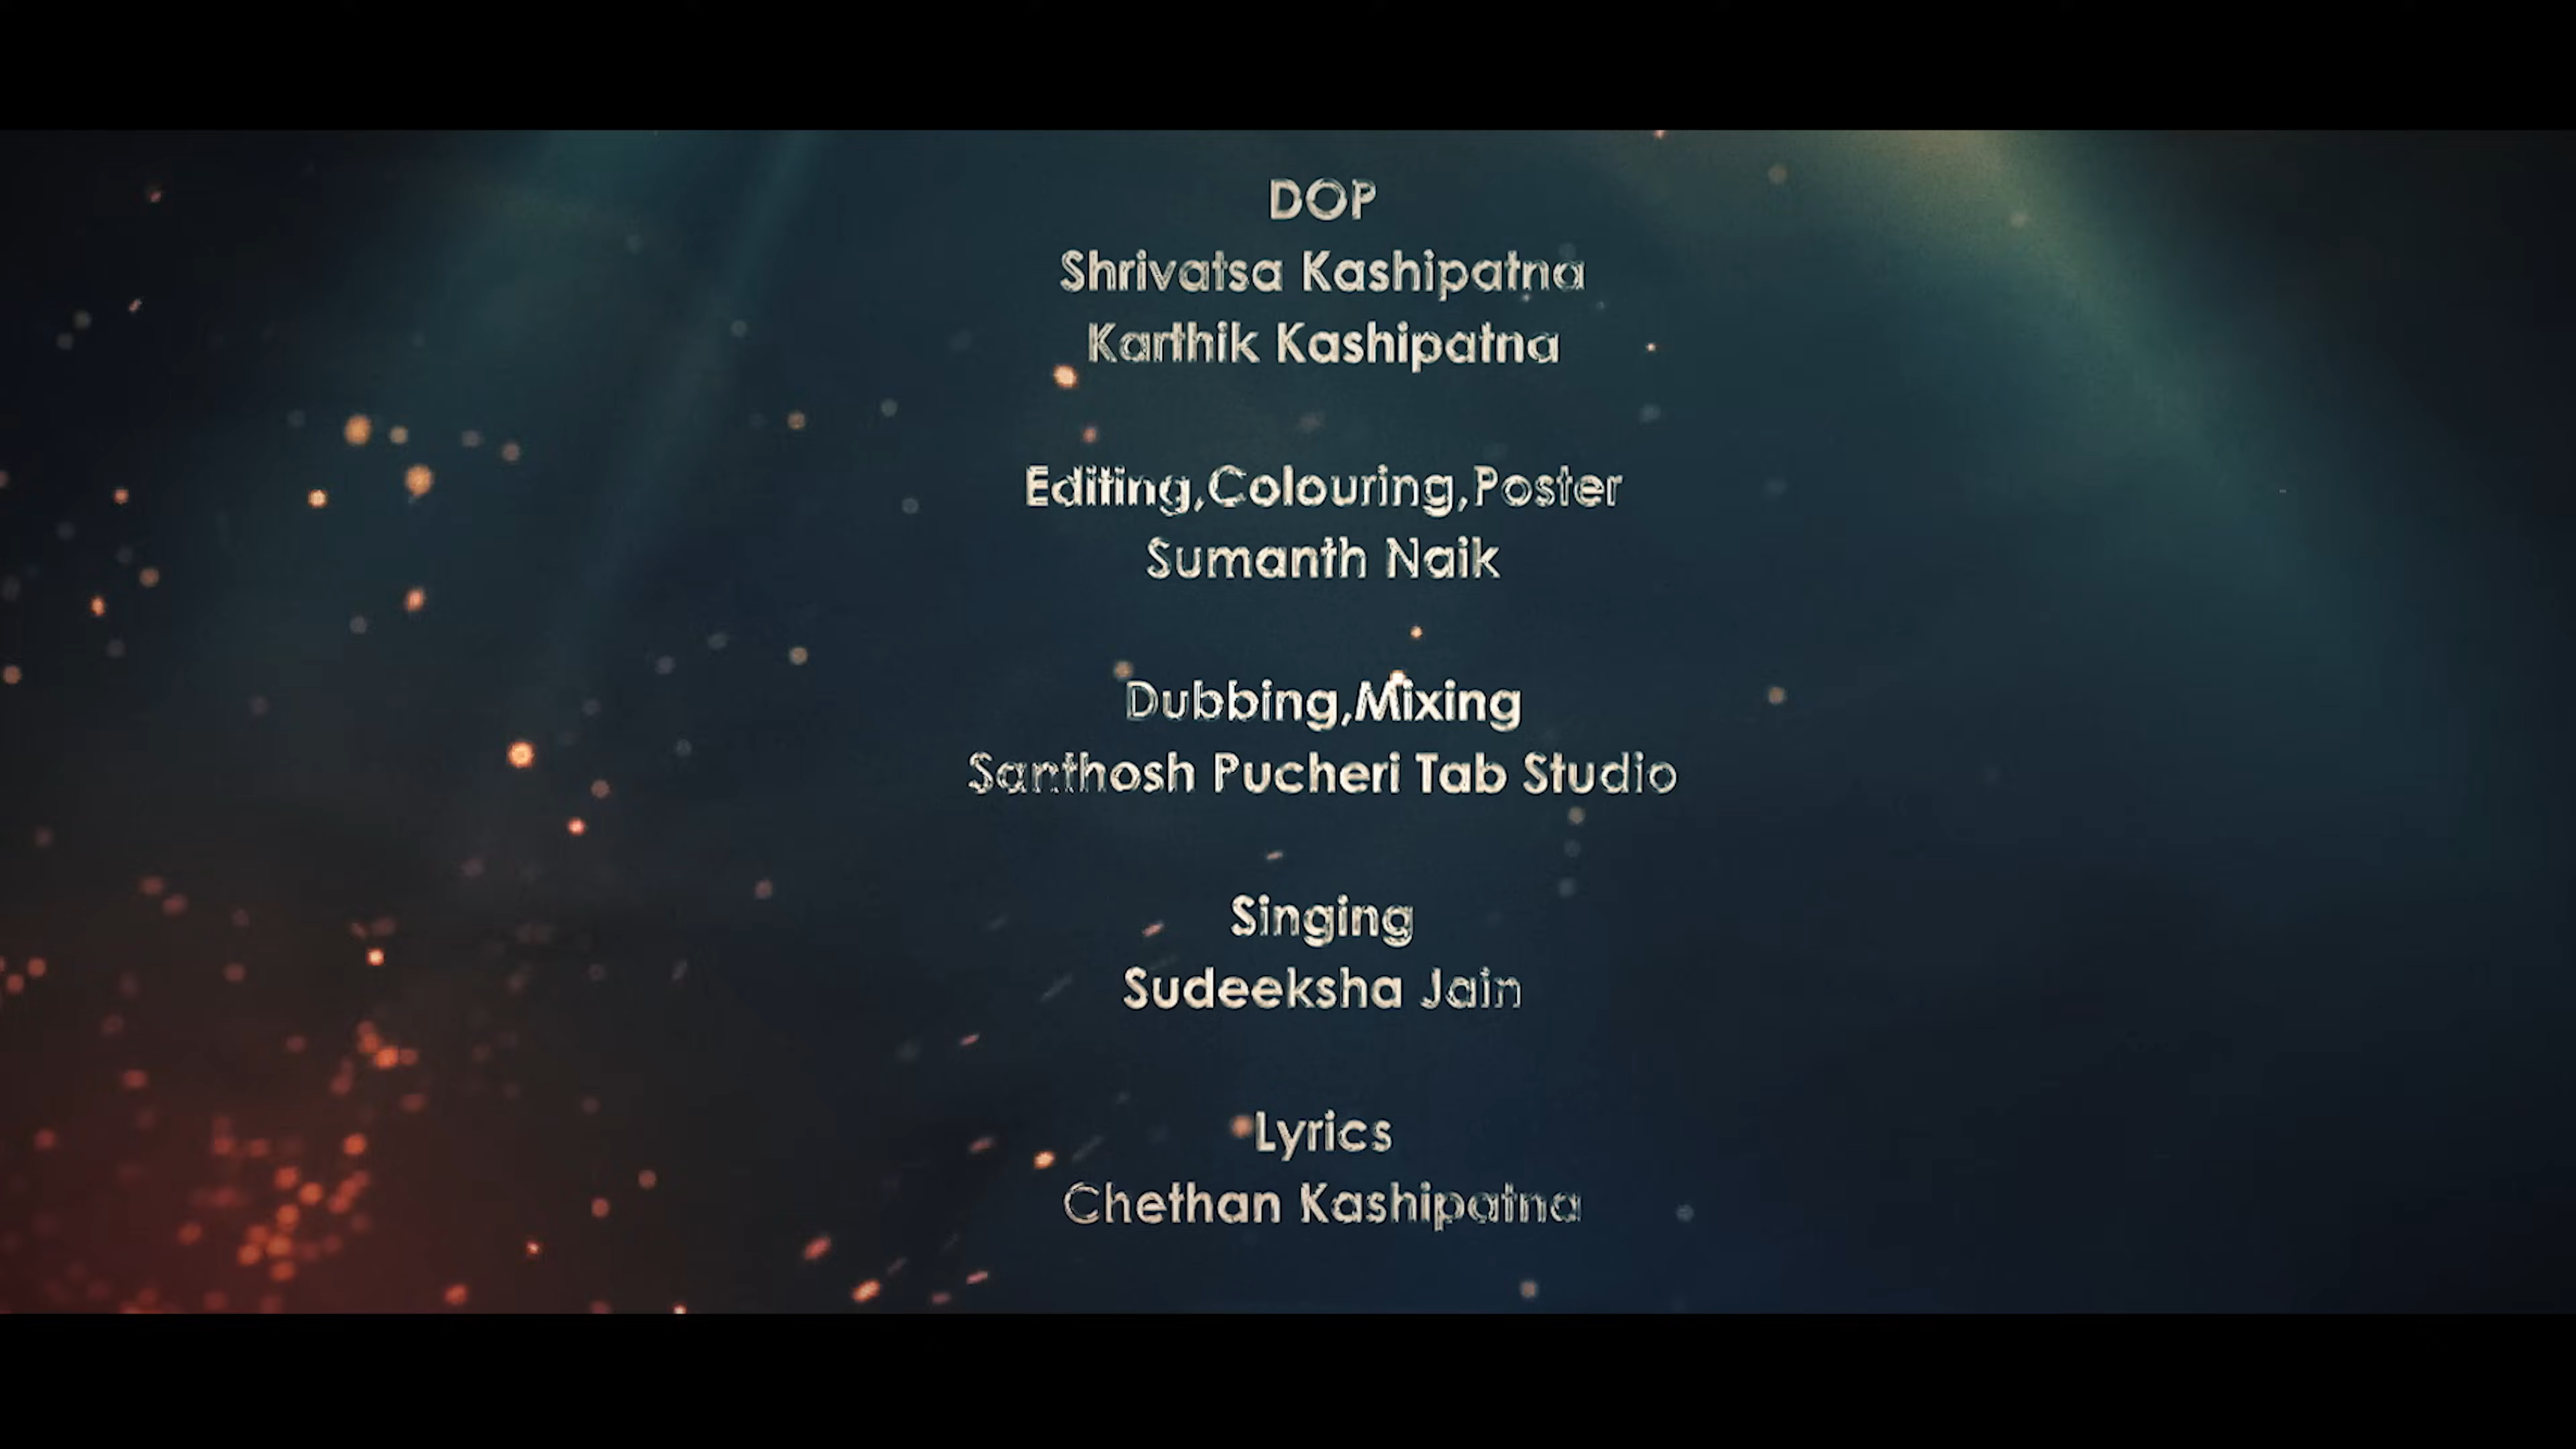 DOP
Shrivatsa Kashipatna
Karthik Kashipatna
Editing,Colouring,Poster
Sumanth Naik
Dubbing,Mixing
Santhosh Pucheri Tab Studio
Singing
Sudeeksha Jain
Lyrics
Chethan Kashipatna